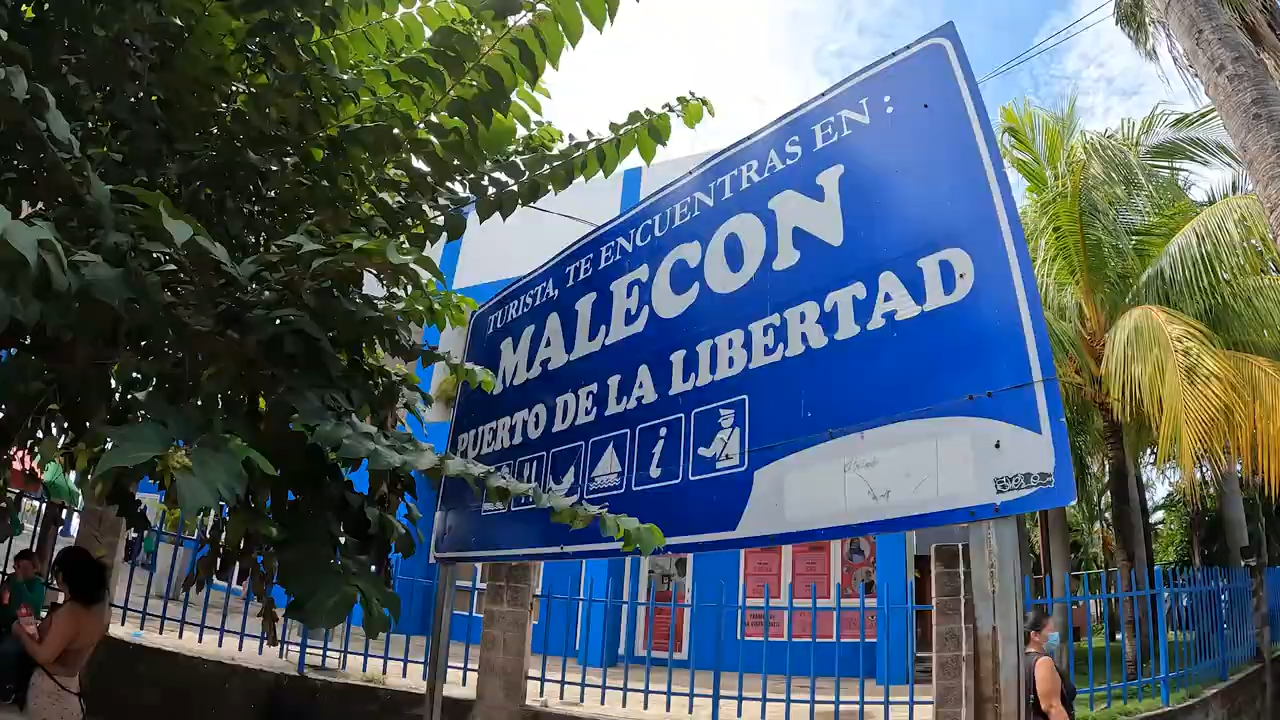 TURISTA, TE ENCUENTRAS EN:
MALECON
PUERTO DE LA LIBERTAD
i